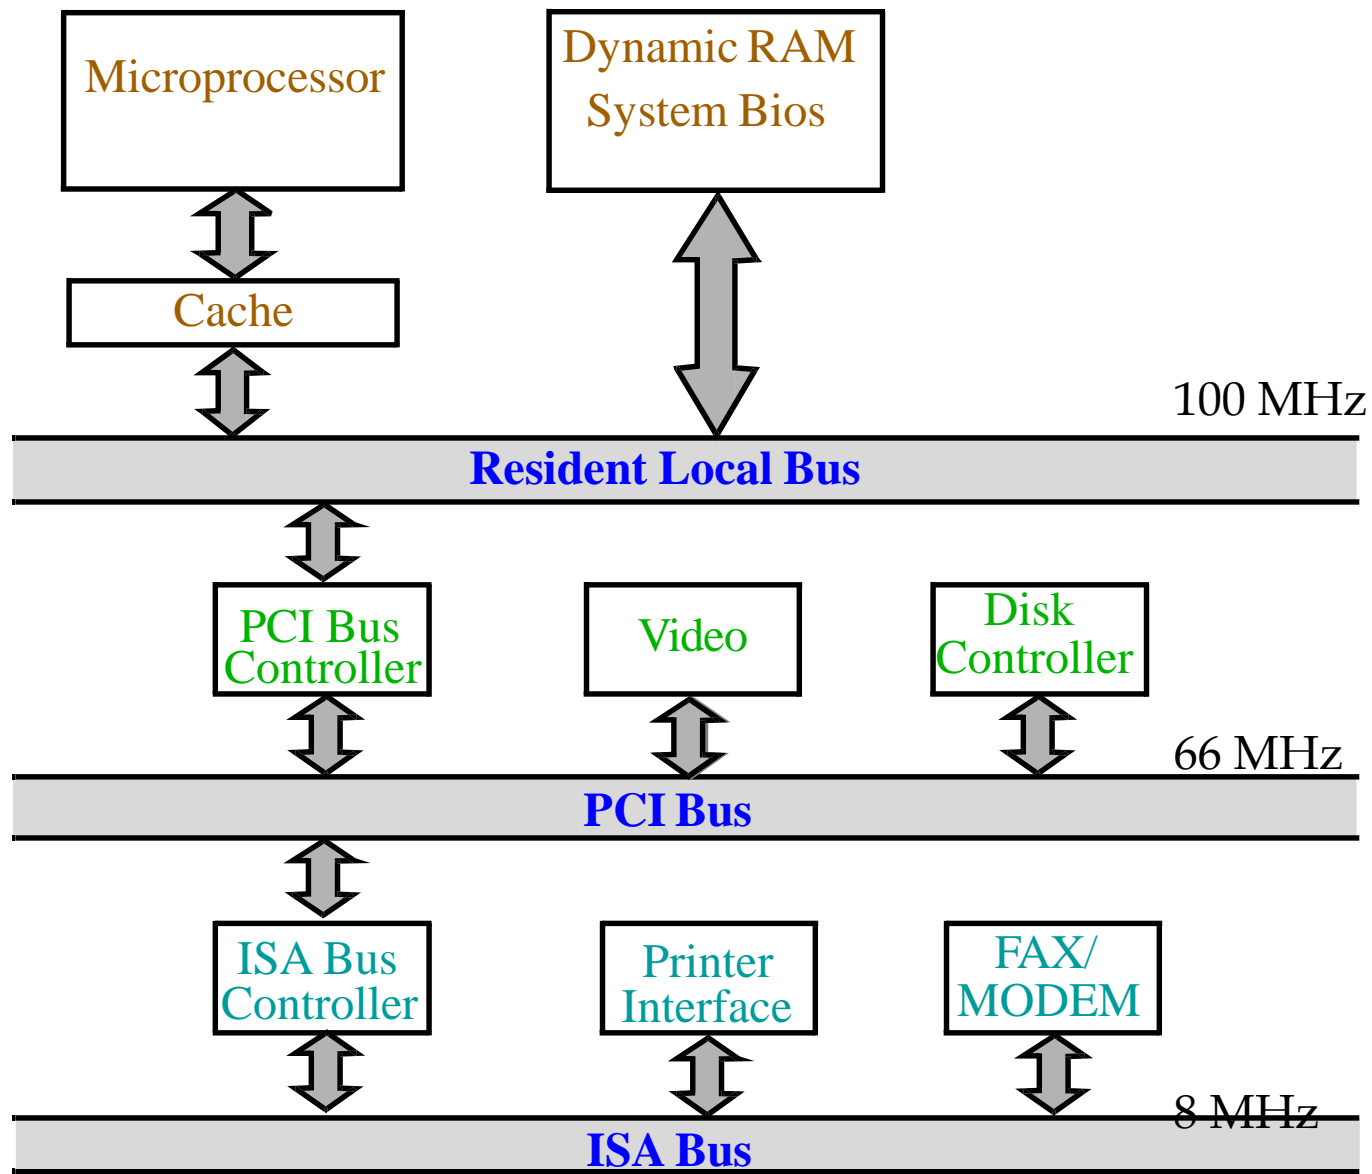 Microprocessor
Dynamic RAM
System Bios
Cache
100 MHz
Resident Local Bus
PCI Bus
Controller
Video
Disk
Controller
66 MHz
PCI Bus
ISA Bus
Controller
Printer
Interface
FAX/
MODEM
8 MHz
ISA Bus